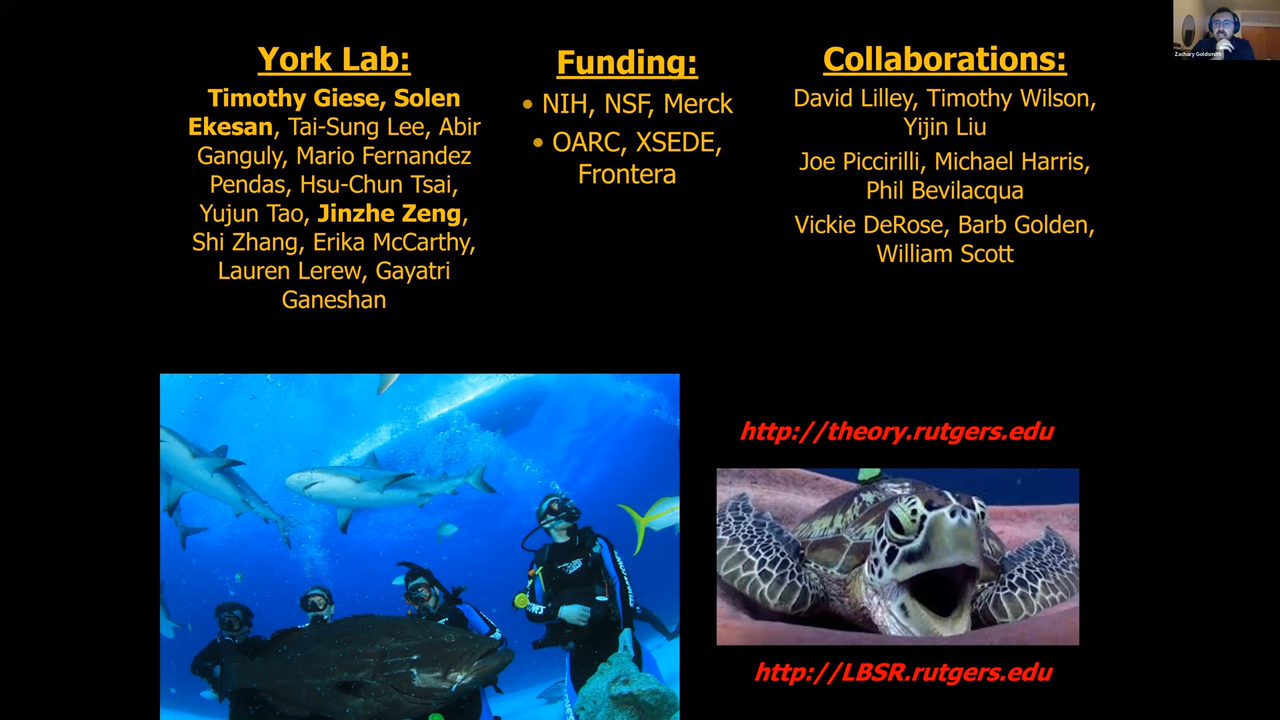 York Lab:
Timothy Giese, Solen
Ekesan, Tai-Sung Lee, Abir
Ganguly, Mario Fernandez
Pendas, Hsu-Chun Tsai,
Yujun Tao, Jinzhe Zeng,
Shi Zhang, Erika McCarthy,
Lauren Lerew, Gayatri
Ganeshan
Funding:
• NIH, NSF, Merck
• OARC, XSEDE,
Frontera
Collaborations:
David Lilley, Timothy Wilson,
Yijin Liu
Joe Piccirilli, Michael Harris,
Phil Bevilacqua
Vickie DeRose, Barb Golden,
William Scott
Zachary Goldsmith
http://theory.rutgers.edu
http://LBSR.rutgers.edu